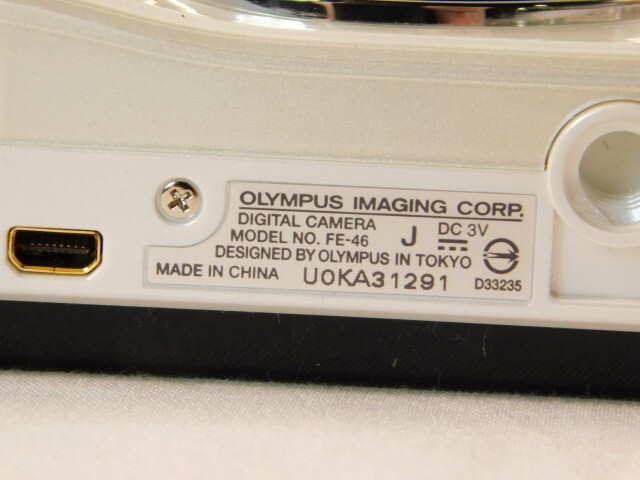 OLYMPUS IMAGING CORP.
DIGITAL CAMERA
MODEL NO. FE-46 J DC 3V
DESIGNED BY OLYMPUS IN TOKYO
MADE IN CHINA U0KA31291 D33235